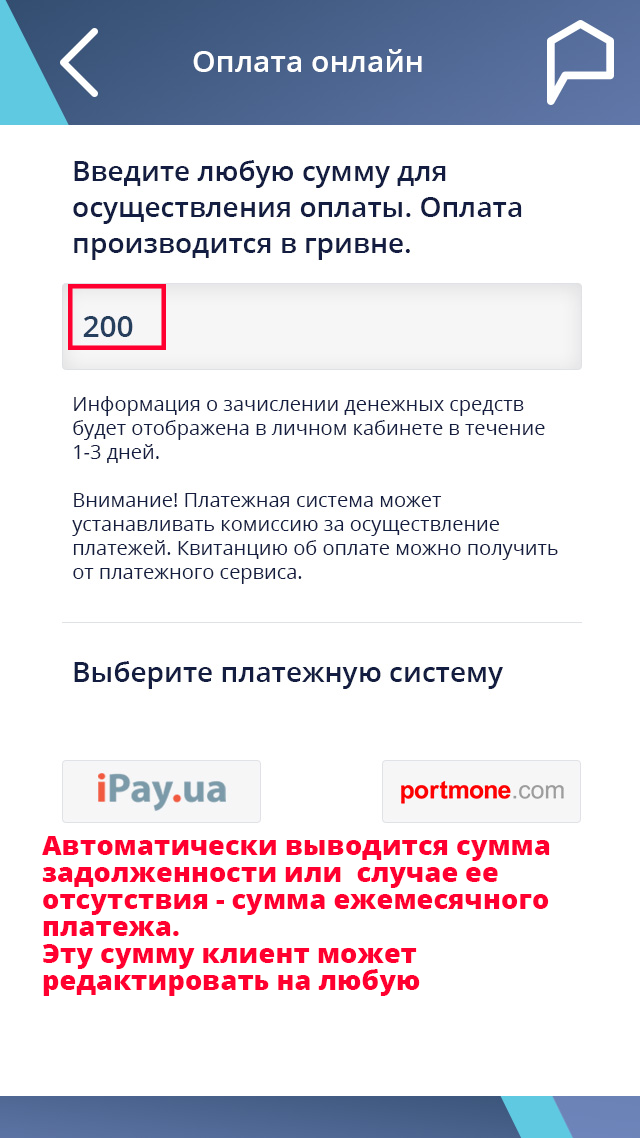 Оплата онлайн
Введите любую сумму для
осуществления оплаты. Оплата
производится в гривне.
200
Информация о зачислении денежных средств
будет отображена в личном кабинете в течение
1-3 дней.
Внимание! Платежная система может
устанавливать комиссию за осуществление
платежей. Квитанцию об оплате можно получить
от платежного сервиса.
Выберите платежную систему
iPay.ua
portmone.com
Автоматически выводится сумма
задолженности или  случае ее
отсутствия - сумма ежемесячного
платежа.
Эту сумму клиент может
редактировать на любую